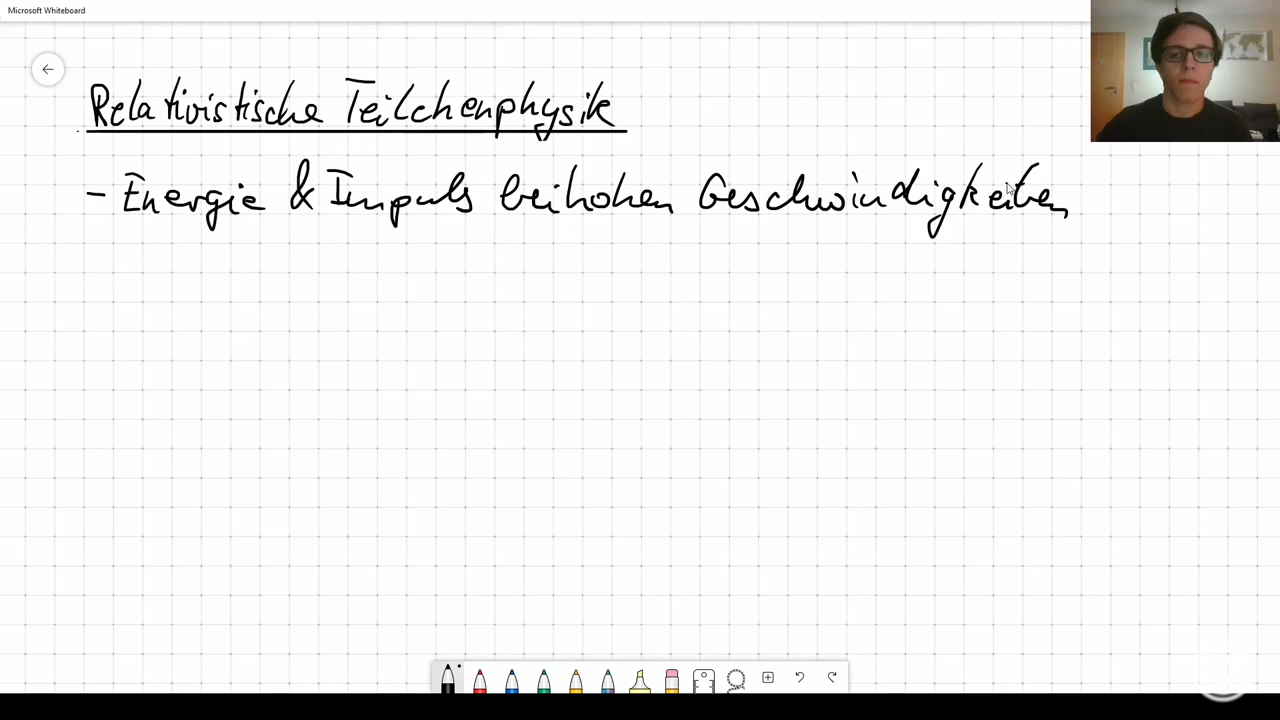 Microsoft Whiteboard
Relativistische Teilchenphysik
- Energie & Impuls bei hohen Geschwindigkeiten